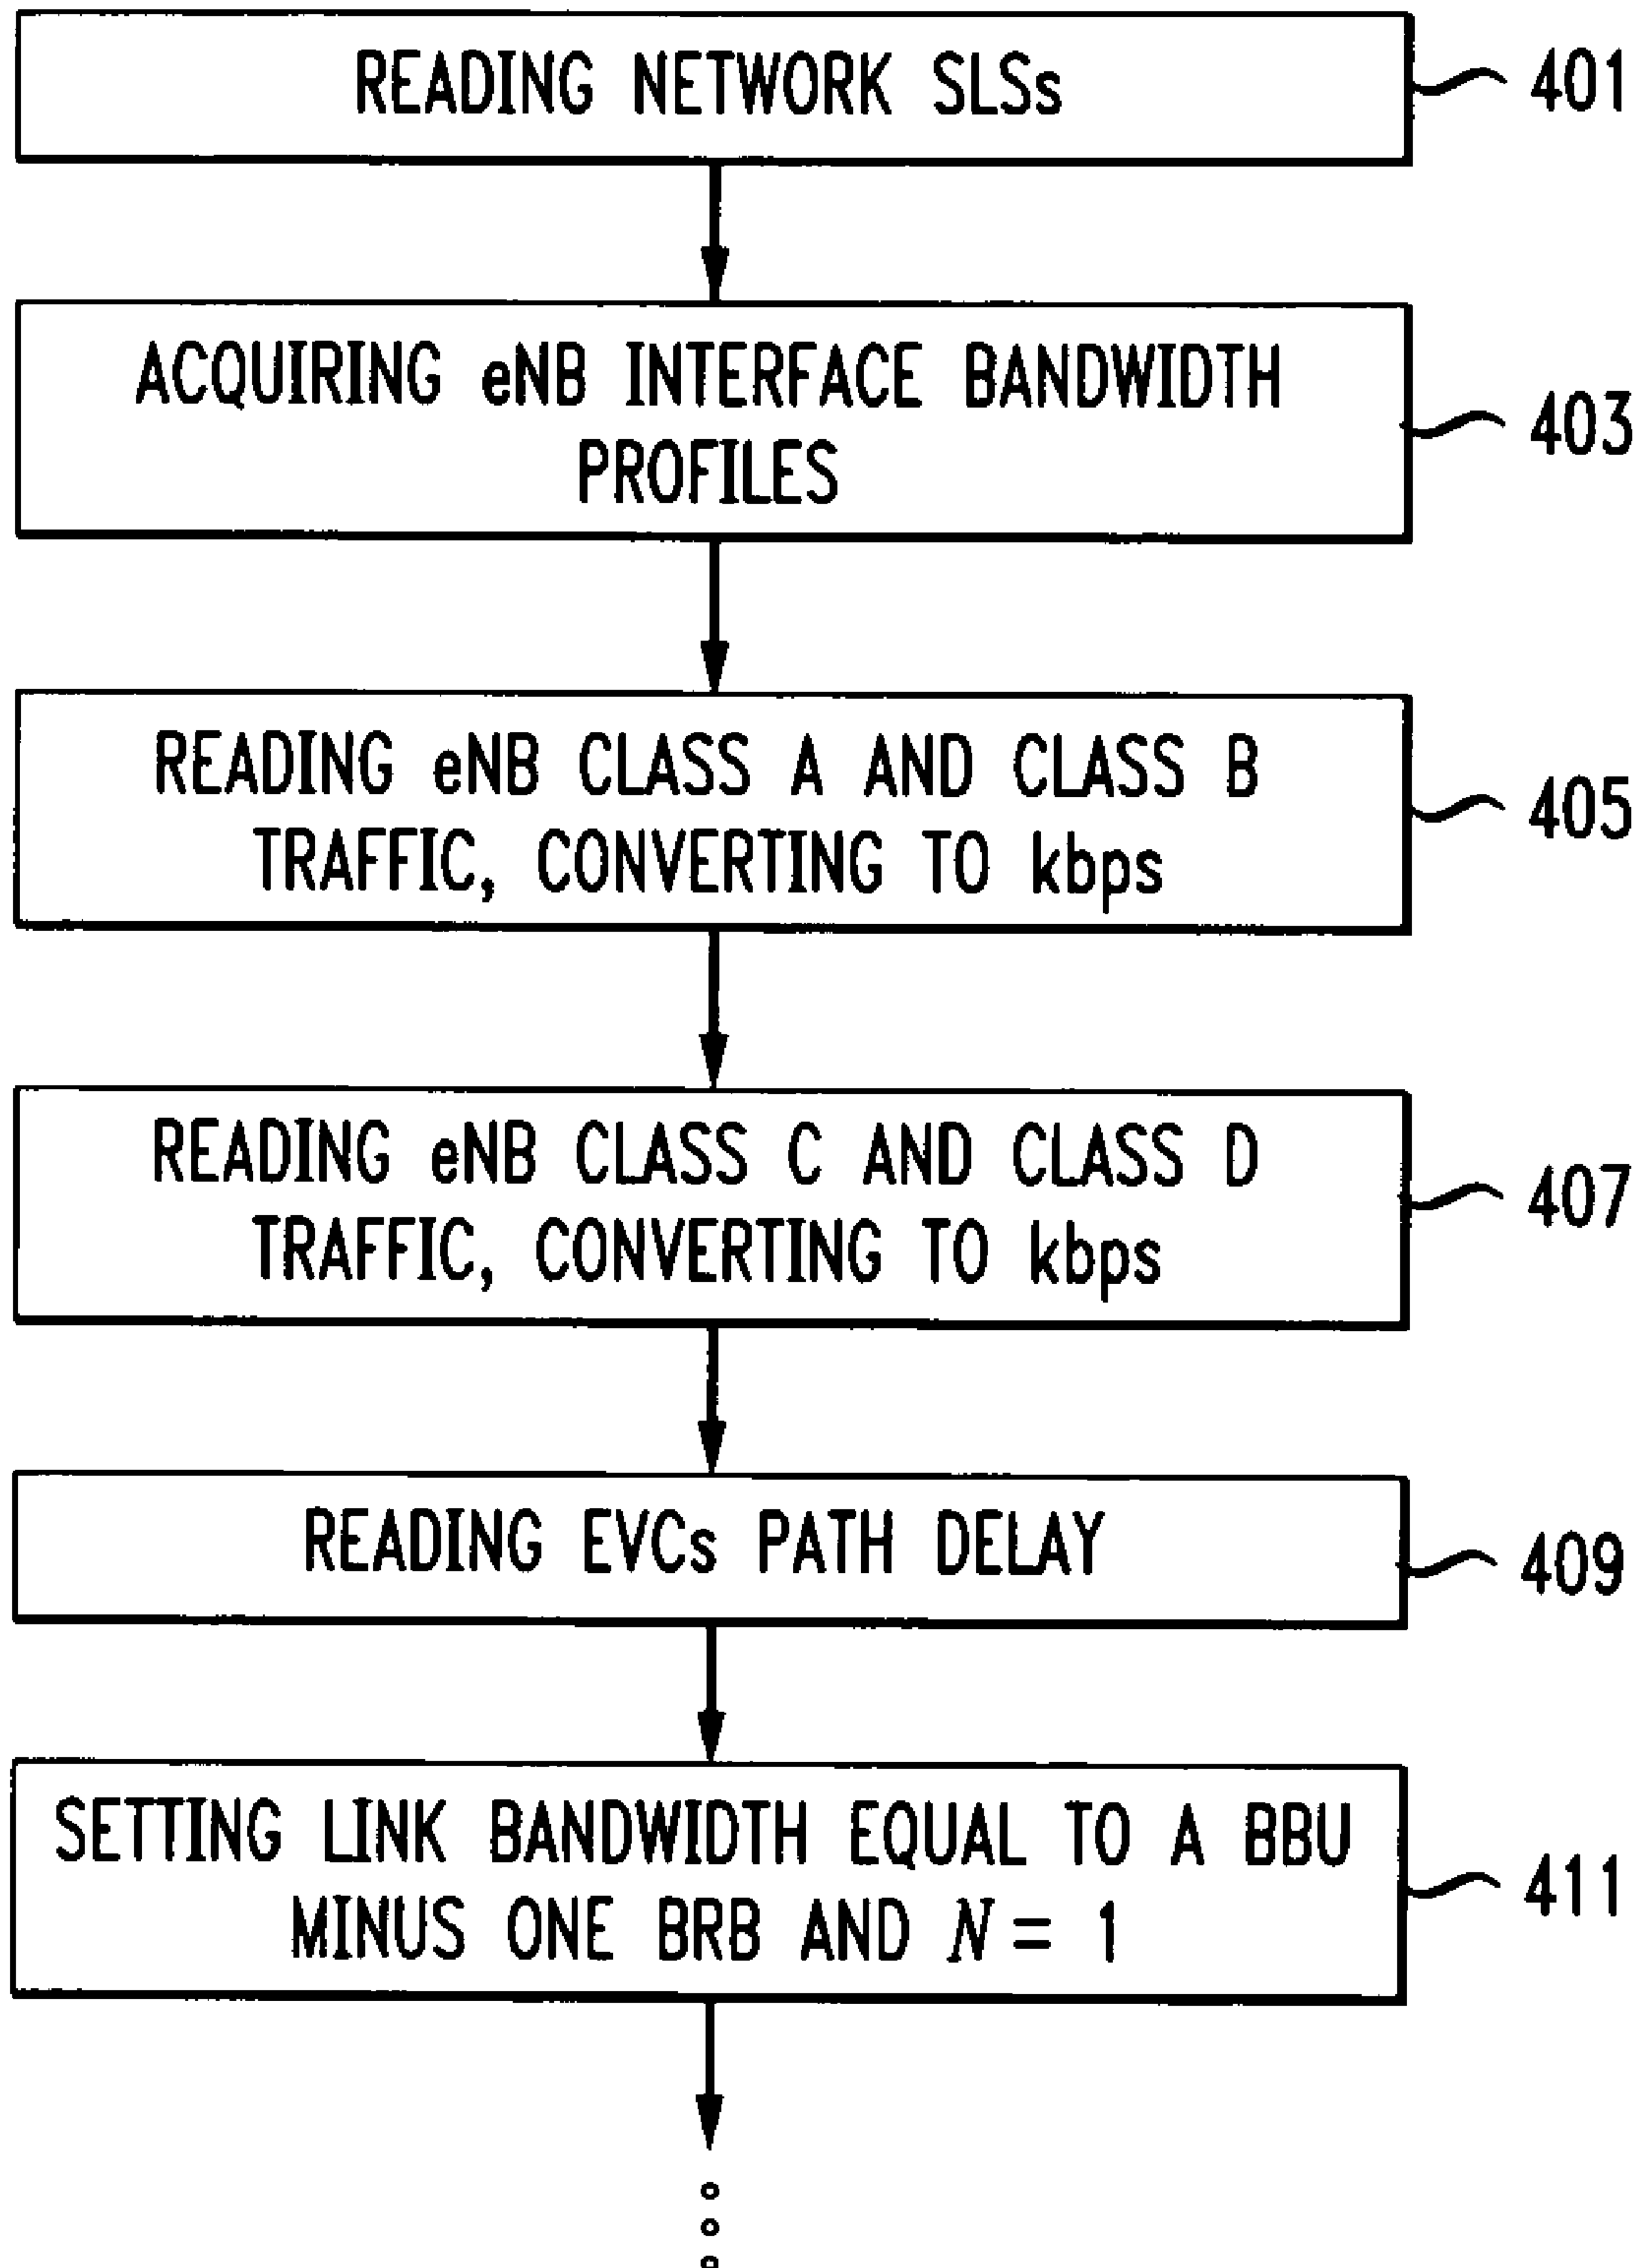 READING NETWORK SLSs
401
ACQUIRING eNB INTERFACE BANDWIDTH
PROFILES
403
READING eNB CLASS A AND CLASS B
TRAFFIC, CONVERTING TO kbps
405
READING eNB CLASS C AND CLASS D
TRAFFIC, CONVERTING TO kbps
407
READING EVCs PATH DELAY
409
SETTING LINK BANDWIDTH EQUAL TO A BBU
MINUS ONE BRB AND N = 1
411